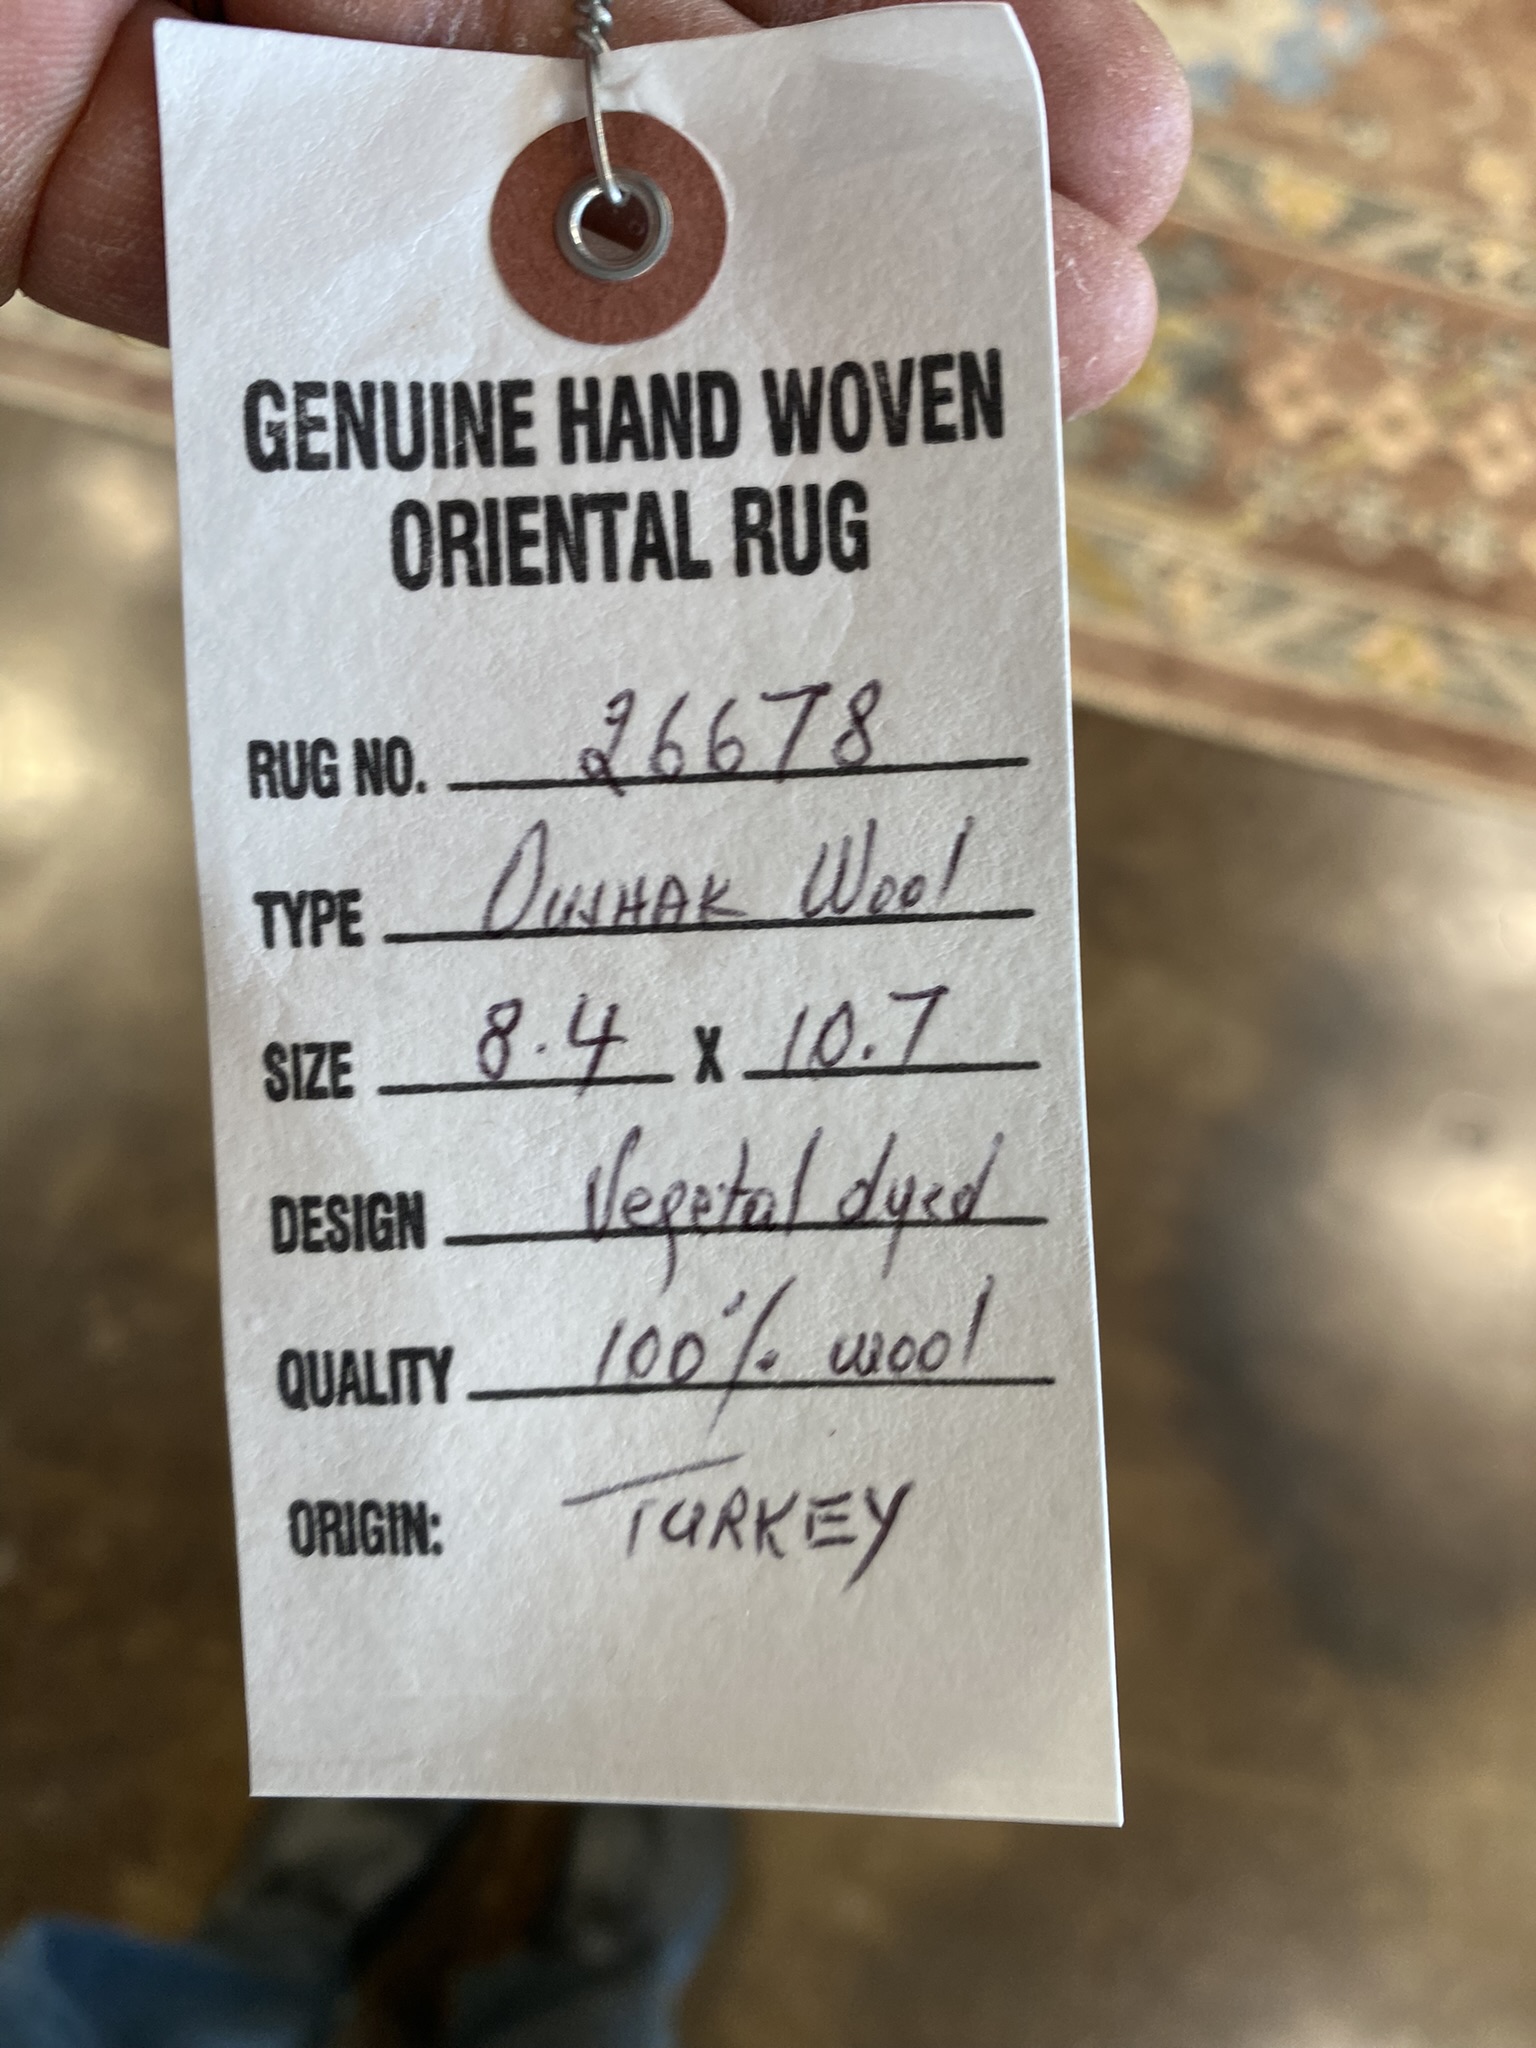 GENUINE HAND WOVEN
ORIENTAL RUG
RUG NO. 26678
TYPE OUSHAK Wool
SIZE 8.4 X 10.7
DESIGN Vegetal dyed
QUALITY 100% wool
ORIGIN: TURKEY